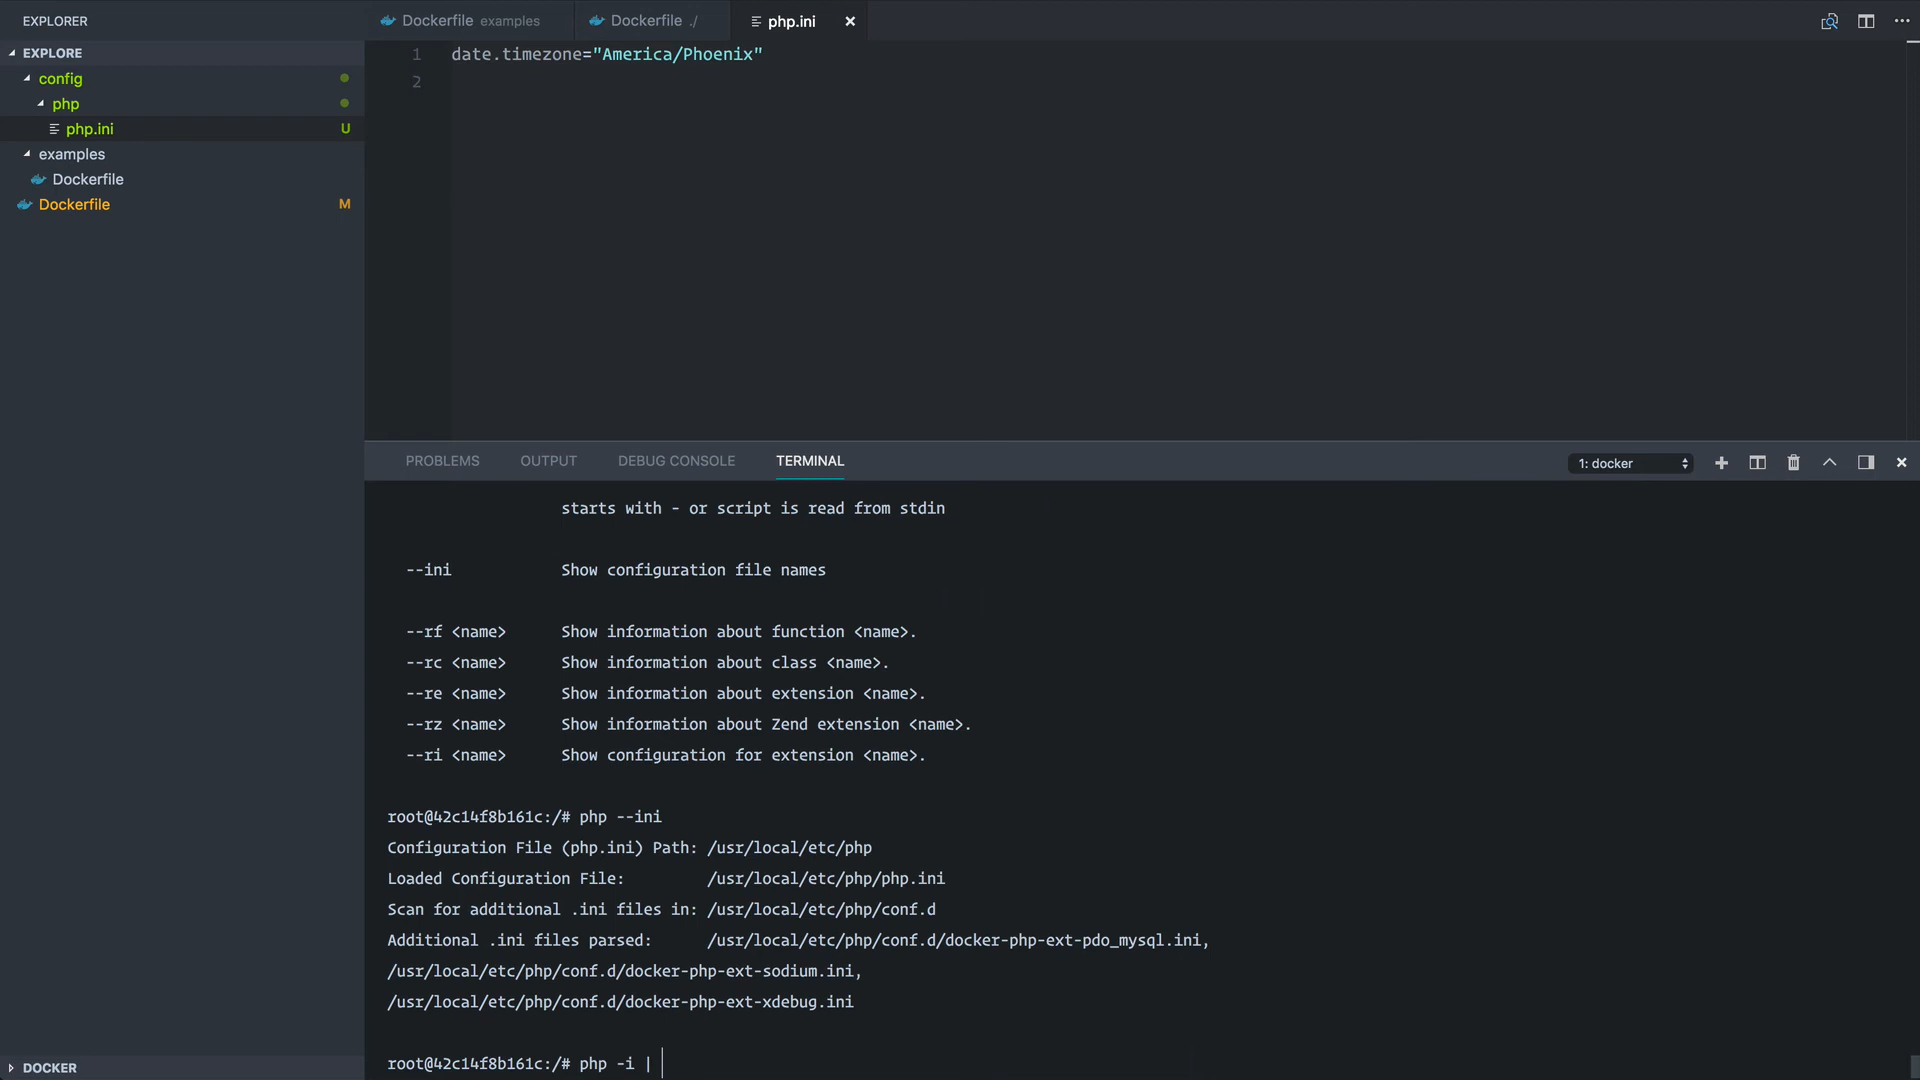 EXPLORER
Dockerfile examples
Dockerfile ./
php.ini
EXPLORE
config
php
php.ini U
examples
Dockerfile
Dockerfile M
DOCKER
1 date.timezone="America/Phoenix"
2
PROBLEMS OUTPUT DEBUG CONSOLE TERMINAL
1: docker
starts with - or script is read from stdin
--ini Show configuration file names
--rf <name> Show information about function <name>.
--rc <name> Show information about class <name>.
--re <name> Show information about extension <name>.
--rz <name> Show information about Zend extension <name>.
--ri <name> Show configuration for extension <name>.
root@42c14f8b161c:/# php --ini
Configuration File (php.ini) Path: /usr/local/etc/php
Loaded Configuration File: /usr/local/etc/php/php.ini
Scan for additional .ini files in: /usr/local/etc/php/conf.d
Additional .ini files parsed: /usr/local/etc/php/conf.d/docker-php-ext-pdo_mysql.ini,
/usr/local/etc/php/conf.d/docker-php-ext-sodium.ini,
/usr/local/etc/php/conf.d/docker-php-ext-xdebug.ini
root@42c14f8b161c:/# php -i |